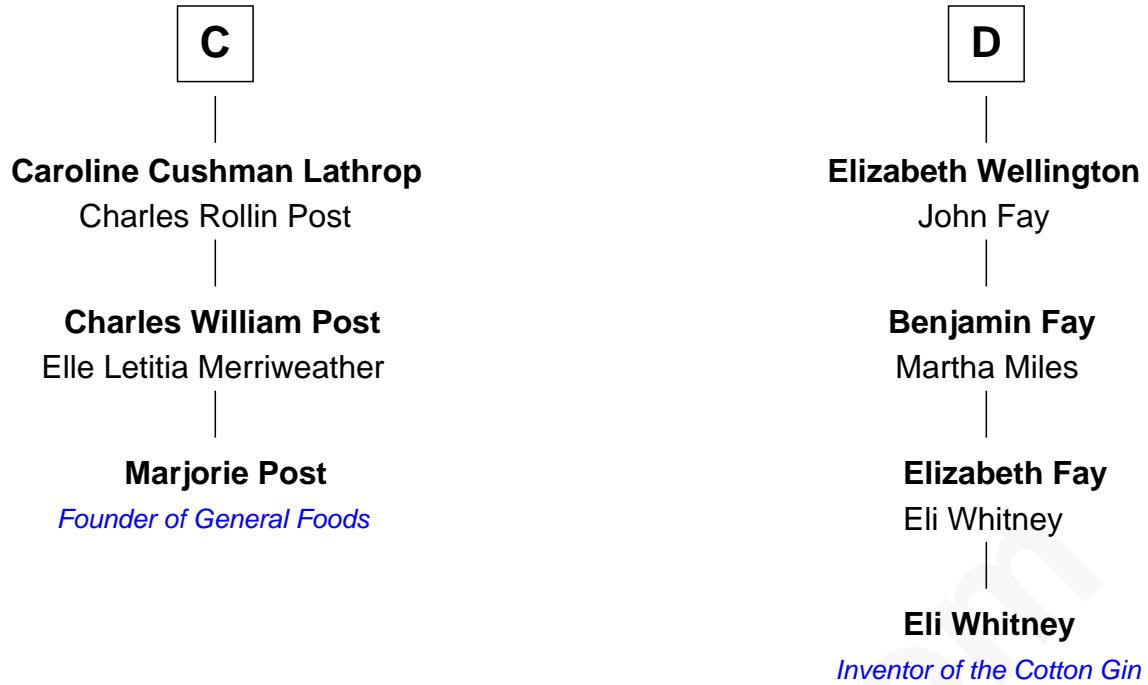 C
Caroline Cushman Lathrop
Charles Rollin Post
Charles William Post
Elle Letitia Merriweather
Marjorie Post
Founder of General Foods
D
Elizabeth Wellington
John Fay
Benjamin Fay
Martha Miles
Elizabeth Fay
Eli Whitney
Eli Whitney
Inventor of the Cotton Gin